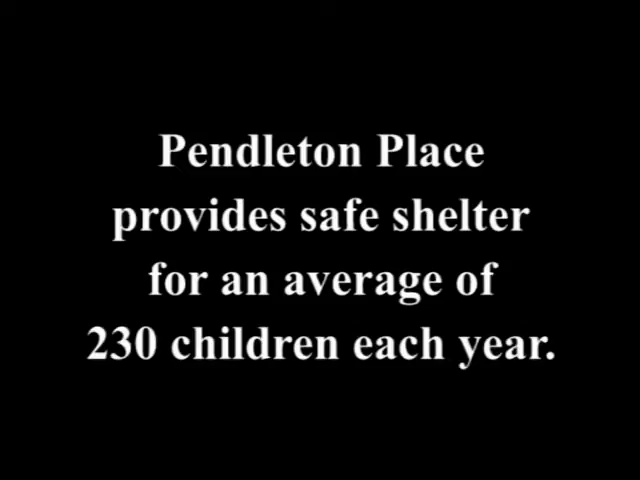 Pendleton Place
provides safe shelter
for an average of
230 children each year.